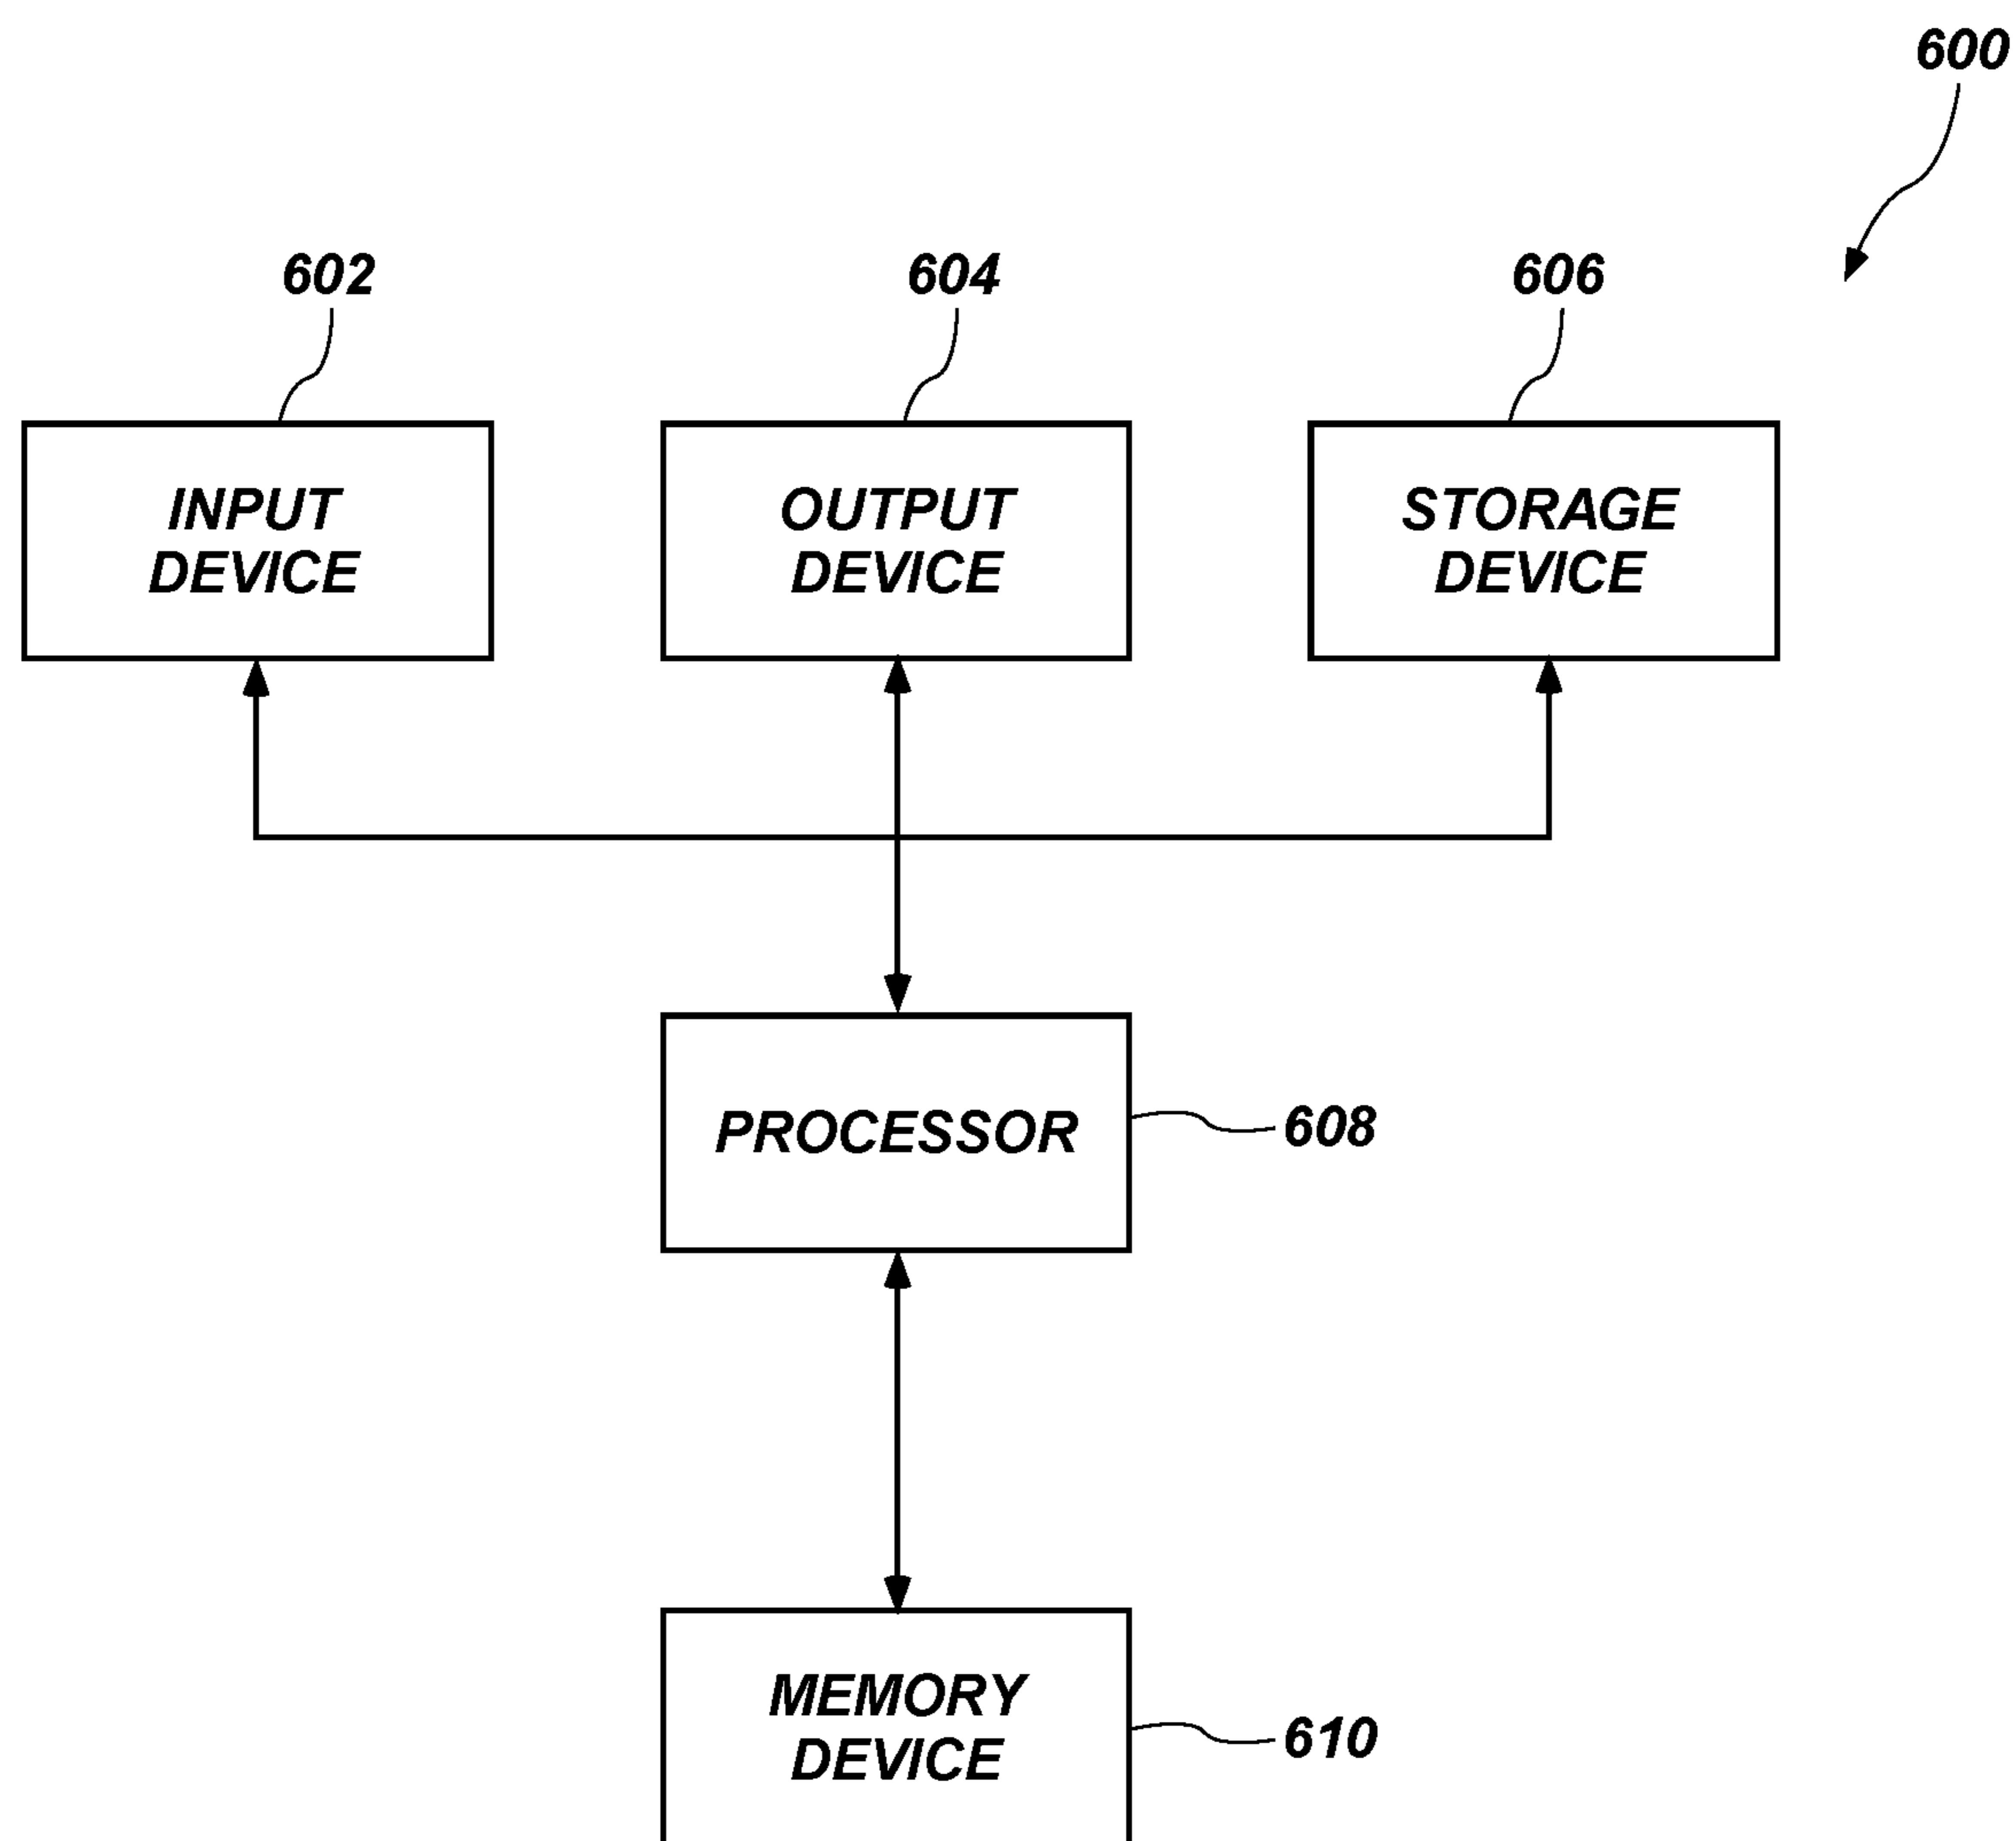 600
602
604
606
INPUT
DEVICE
OUTPUT
DEVICE
STORAGE
DEVICE
PROCESSOR
608
MEMORY
DEVICE
610